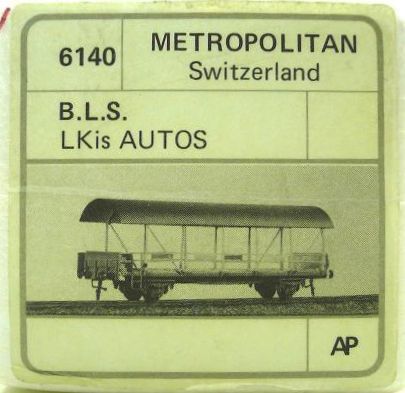 6140
METROPOLITAN
Switzerland
B.L.S.
LKis AUTOS
AP